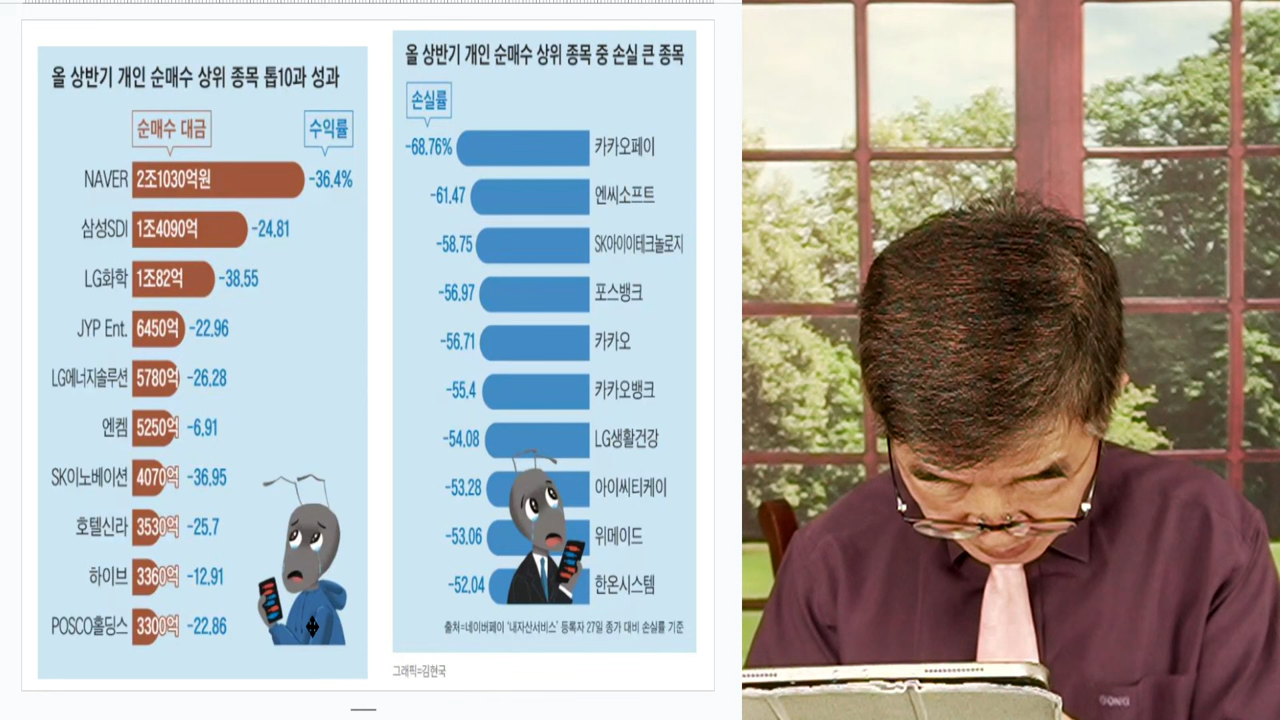 올 상반기 개인 순매수 상위 종목 톱10과 성과
순매수 대금
수익률
NAVER 2조1030억원 -36.4%
삼성SDI 1조4090억 -24.81
LG화학 1조82억 -38.55
JYP Ent. 6450억 -22.96
LG에너지솔루션 5780억 -26.28
엔켐 5250억 -6.91
SK이노베이션 4070억 -36.95
호텔신라 3530억 -25.7
하이브 3360억 -12.91
POSCO홀딩스 3300억 -22.86
올 상반기 개인 순매수 상위 종목 중 손실 큰 종목
손실률
-68.76% 카카오페이
-61.47 엔씨소프트
-58.75 SK아이이테크놀로지
-56.97 포스뱅크
-56.71 카카오
-55.4 카카오뱅크
-54.08 LG생활건강
-53.28 아이씨티케이
-53.06 위메이드
-52.04 한온시스템
출처=네이버페이 '내자산서비스' 등록자 27일 종가 대비 손실률 기준
그래픽=김현국